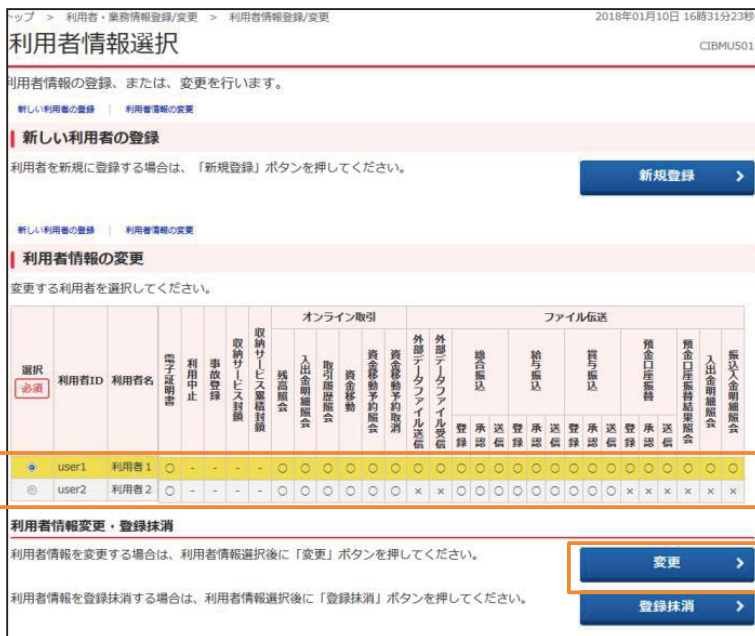 トップ > 利用者・業務情報登録/変更 > 利用者情報登録/変更 2018年01月10日 16時31分23秒
利用者情報選択 CIBMU501
利用者情報の登録、または、変更を行います。
新しい利用者の登録 | 利用者情報の変更
新しい利用者の登録
利用者を新規に登録する場合は、「新規登録」ボタンを押してください。 新規登録
新しい利用者の登録 | 利用者情報の変更
利用者情報の変更
変更する利用者を選択してください。
オンライン取引 ファイル伝送
選択 必須 利用者ID 利用者名 電子証明書 利用中止 事故登録 収納サービス封鎖 収納サービス累積封鎖 残高照会 入出金明細照会 取引履歴照会 資金移動 資金移動予約照会 資金移動予約取消 外部データファイル送信 外部データファイル受信 総合振込 給与振込 賞与振込 預金口座振替 預金口座振替結果照会 入出金明細照会 振込入金明細照会
登録 承認 送信 登録 承認 送信 登録 承認 送信 登録 承認 送信
user1 利用者1 ○ - - - - ○ ○ ○ ○ ○ ○ ○ ○ ○ ○ ○ ○ ○ ○ ○ ○ ○ ○ ○ ○ ○ ○ ○
user2 利用者2 ○ - - - - ○ ○ ○ ○ ○ ○ × × ○ ○ ○ ○ ○ ○ ○ ○ ○ × × × × × ×
利用者情報変更・登録抹消
利用者情報を変更する場合は、利用者情報選択後に「変更」ボタンを押してください。 変更
利用者情報を登録抹消する場合は、利用者情報選択後に「登録抹消」ボタンを押してください。 登録抹消